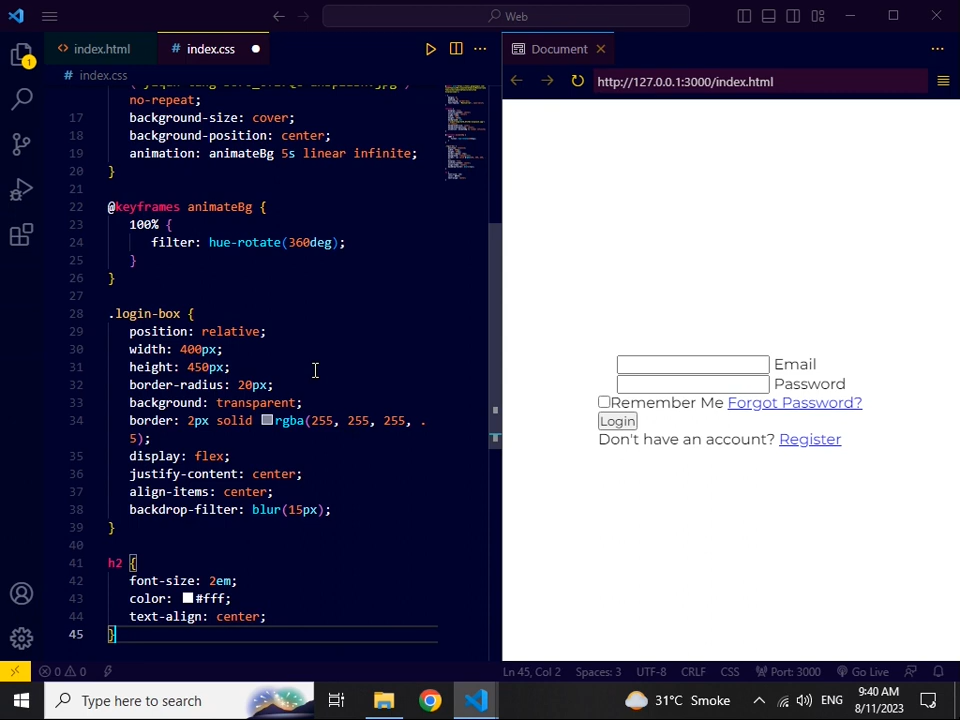 Web
index.html
# index.css
Document
# index.css
http://127.0.0.1:3000/index.html
no-repeat;
17 background-size: cover;
18 background-position: center;
19 animation: animateBg 5s linear infinite;
20 }
21
22 @keyframes animateBg {
23 100% {
24 filter: hue-rotate(360deg);
25 }
26 }
27
28 .login-box {
29 position: relative;
30 width: 400px;
31 height: 450px;
32 border-radius: 20px;
33 background: transparent;
34 border: 2px solid rgba(255, 255, 255, .
5);
35 display: flex;
36 justify-content: center;
37 align-items: center;
38 backdrop-filter: blur(15px);
39 }
40
41 h2 {
42 font-size: 2em;
43 color: #fff;
44 text-align: center;
45 }
Email
Password
Remember Me Forgot Password?
Login
Don't have an account? Register
0 0 Ln 45, Col 2 Spaces: 3 UTF-8 CRLF CSS Port: 3000 Go Live
Type here to search
31°C Smoke
ENG
9:40 AM
8/11/2023
1